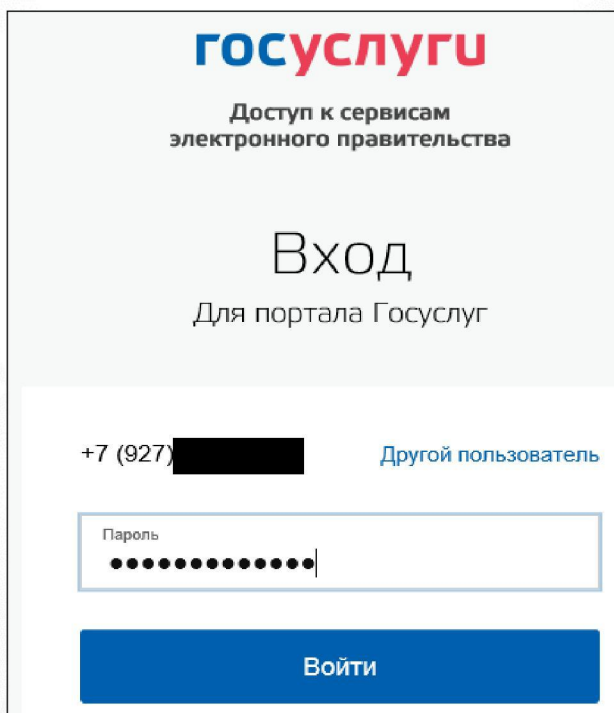 госуслуги
Доступ к сервисам
электронного правительства
Вход
Для портала Госуслуг
+7 (927)
Другой пользователь
Пароль
•••••••••••••
Войти